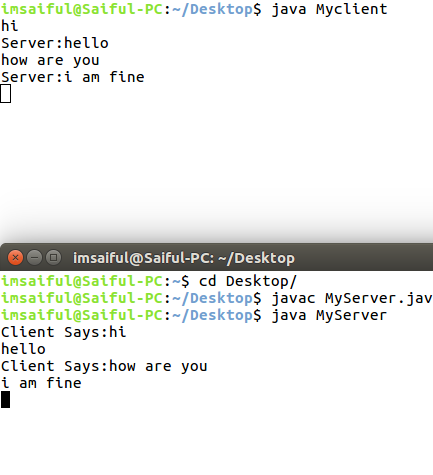 imsaiful@Saiful-PC:~/Desktop$ java Myclient
hi
Server:hello
how are you
Server:i am fine
imsaiful@Saiful-PC: ~/Desktop
imsaiful@Saiful-PC:~$ cd Desktop/
imsaiful@Saiful-PC:~/Desktop$ javac MyServer.jav
imsaiful@Saiful-PC:~/Desktop$ java MyServer
Client Says:hi
hello
Client Says:how are you
i am fine